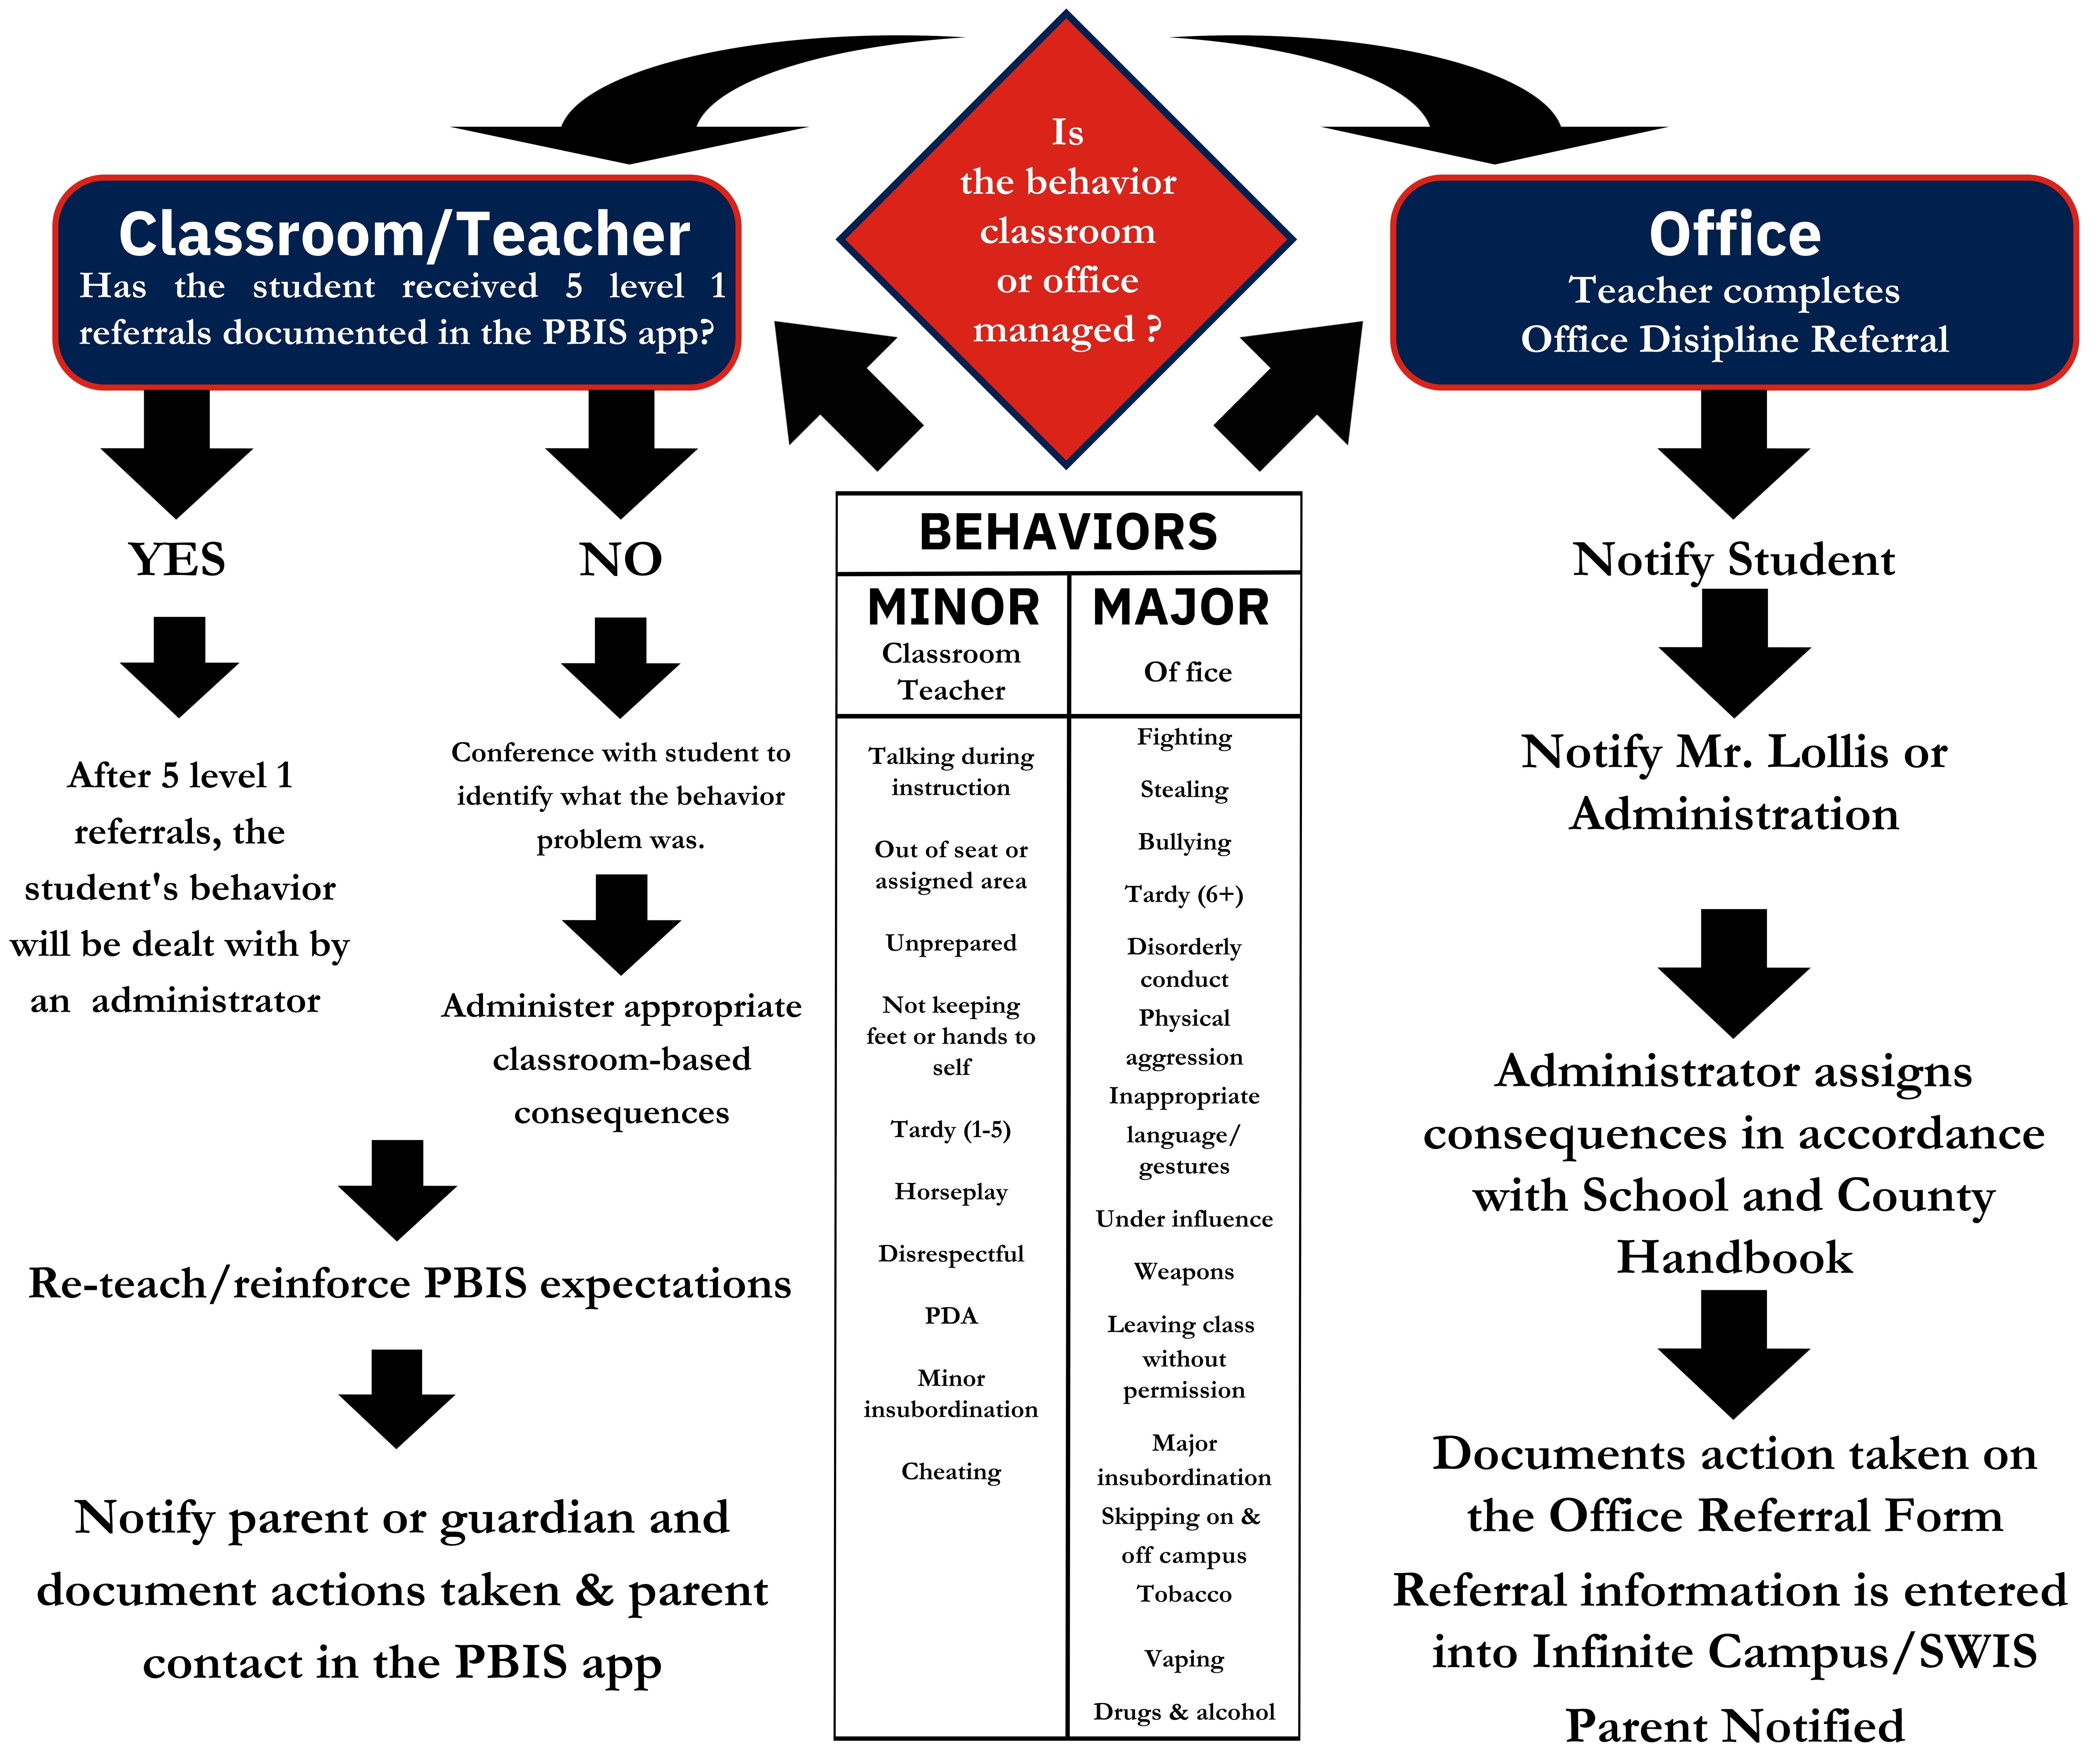 Is
the behavior
classroom
or office
managed ?
Classroom/Teacher
Has the student received 5 level 1
referrals documented in the PBIS app?
YES
After 5 level 1
referrals, the
student's behavior
will be dealt with by
an administrator
NO
Conference with student to
identify what the behavior
problem was.
Administer appropriate
classroom-based
consequences
Re-teach/reinforce PBIS expectations
Notify parent or guardian and
document actions taken & parent
contact in the PBIS app
BEHAVIORS
MINOR
Classroom
Teacher
Talking during
instruction
Out of seat or
assigned area
Unprepared
Not keeping
feet or hands to
self
Tardy (1-5)
Horseplay
Disrespectful
PDA
Minor
insubordination
Cheating
MAJOR
Of fice
Fighting
Stealing
Bullying
Tardy (6+)
Disorderly
conduct
Physical
aggression
Inappropriate
language/
gestures
Under influence
Weapons
Leaving class
without
permission
Major
insubordination
Skipping on &
off campus
Tobacco
Vaping
Drugs & alcohol
Office
Teacher completes
Office Disipline Referral
Notify Student
Notify Mr. Lollis or
Administration
Administrator assigns
consequences in accordance
with School and County
Handbook
Documents action taken on
the Office Referral Form
Referral information is entered
into Infinite Campus/SWIS
Parent Notified